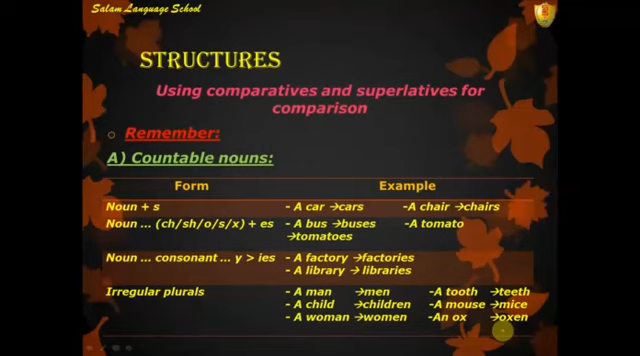 Salam Language School
STRUCTURES
Using comparatives and superlatives for
comparison
Remember:
A) Countable nouns:
Form Example
Noun + s - A car →cars -A chair →chairs
Noun ... (ch/sh/o/s/x) + es - A bus →buses -A tomato
→tomatoes
Noun ... consonant ... y > ies - A factory →factories
- A library → libraries
Irregular plurals - A man →men -A tooth →teeth
- A child →children -A mouse →mice
- A woman →women -An ox →oxen